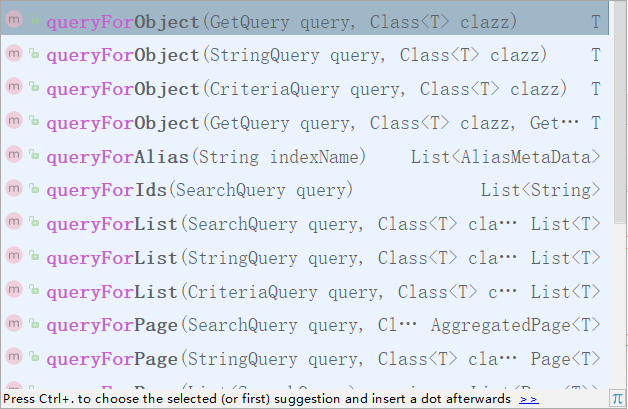 m queryForObject(GetQuery query, Class<T> clazz) T
m queryForObject(StringQuery query, Class<T> clazz) T
m queryForObject(CriteriaQuery query, Class<T> clazz) T
m queryForObject(GetQuery query, Class<T> clazz, Get… T
m queryForAlias(String indexName) List<AliasMetaData>
m queryForIds(SearchQuery query) List<String>
m queryForList(SearchQuery query, Class<T> cla… List<T>
m queryForList(StringQuery query, Class<T> cla… List<T>
m queryForList(CriteriaQuery query, Class<T> c… List<T>
m queryForPage(SearchQuery query, Cl… AggregatedPage<T>
m queryForPage(StringQuery query, Class<T> cla… Page<T>
Press Ctrl+. to choose the selected (or first) suggestion and insert a dot afterwards >> π